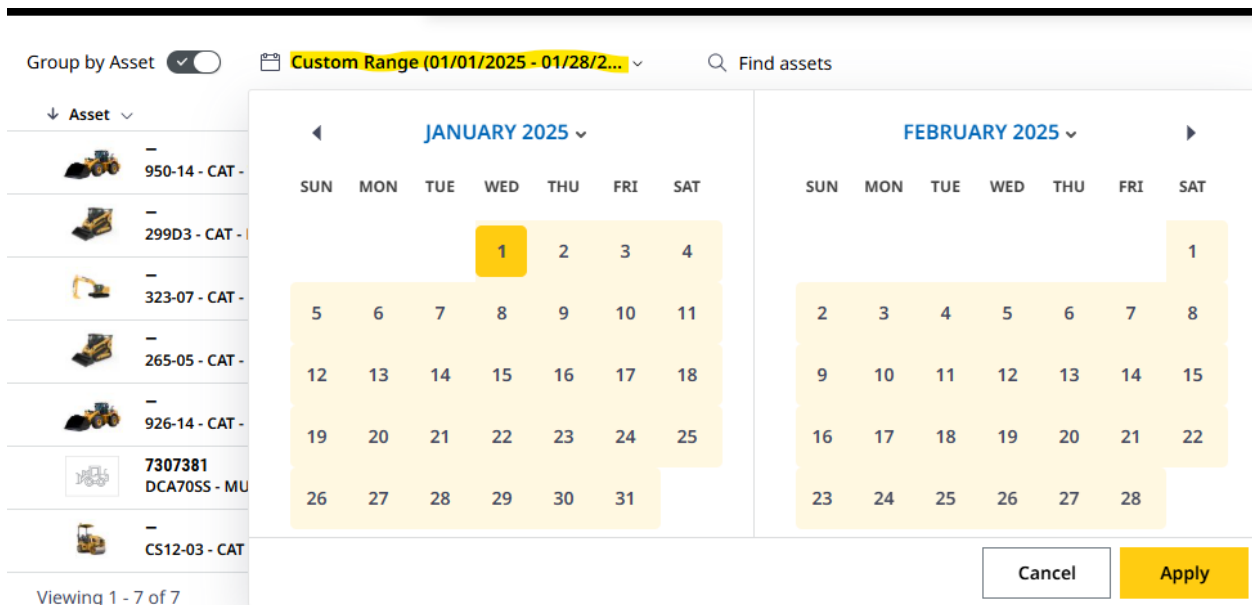 Group by Asset
Custom Range (01/01/2025 - 01/28/2...
Find assets
Asset
–
950-14 - CAT -
–
299D3 - CAT -
–
323-07 - CAT -
–
265-05 - CAT -
–
926-14 - CAT -
7307381
DCA70SS - MU
–
CS12-03 - CAT
Viewing 1 - 7 of 7
JANUARY 2025
SUN MON TUE WED THU FRI SAT
1 2 3 4
5 6 7 8 9 10 11
12 13 14 15 16 17 18
19 20 21 22 23 24 25
26 27 28 29 30 31
FEBRUARY 2025
SUN MON TUE WED THU FRI SAT
1
2 3 4 5 6 7 8
9 10 11 12 13 14 15
16 17 18 19 20 21 22
23 24 25 26 27 28
Cancel
Apply